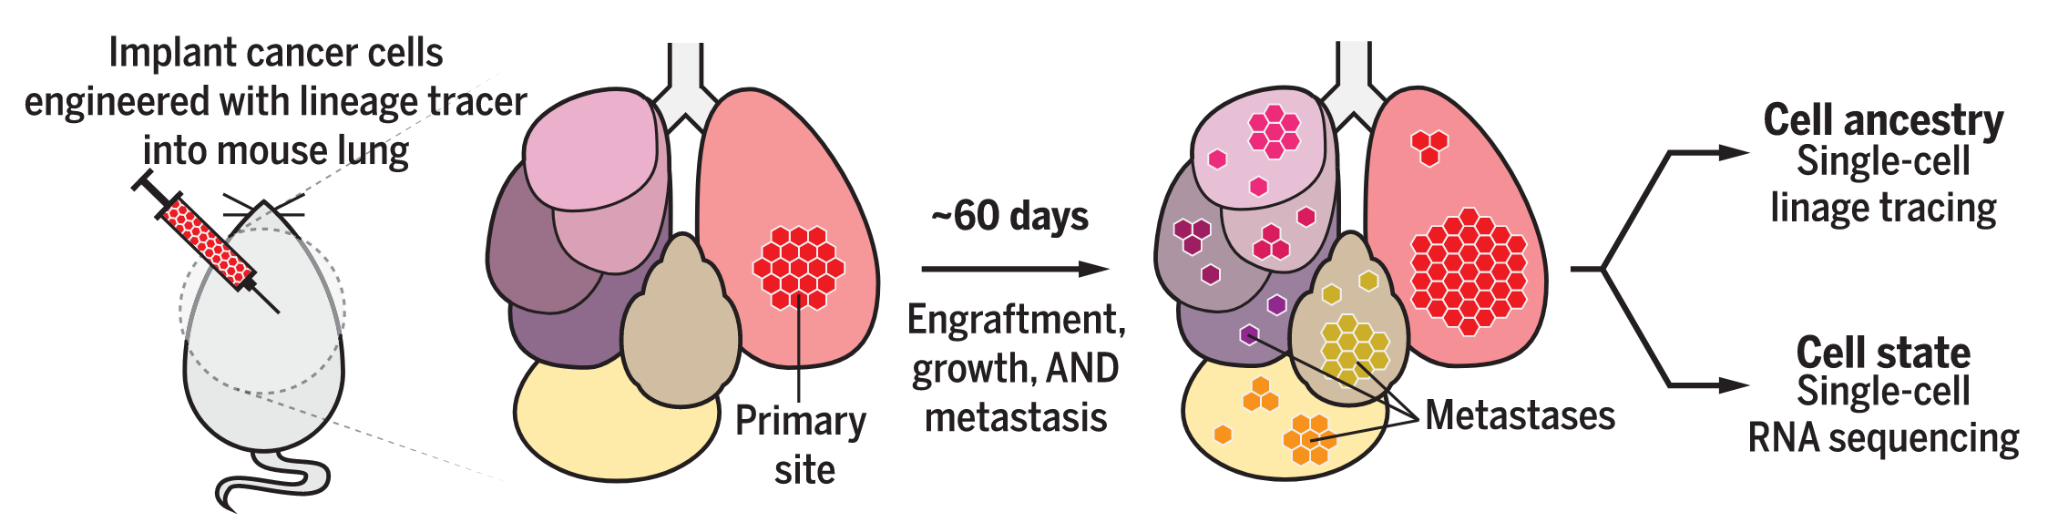 Implant cancer cells
engineered with lineage tracer
into mouse lung
Primary
site
~60 days
Engraftment,
growth, AND
metastasis
Metastases
Cell ancestry
Single-cell
linage tracing
Cell state
Single-cell
RNA sequencing